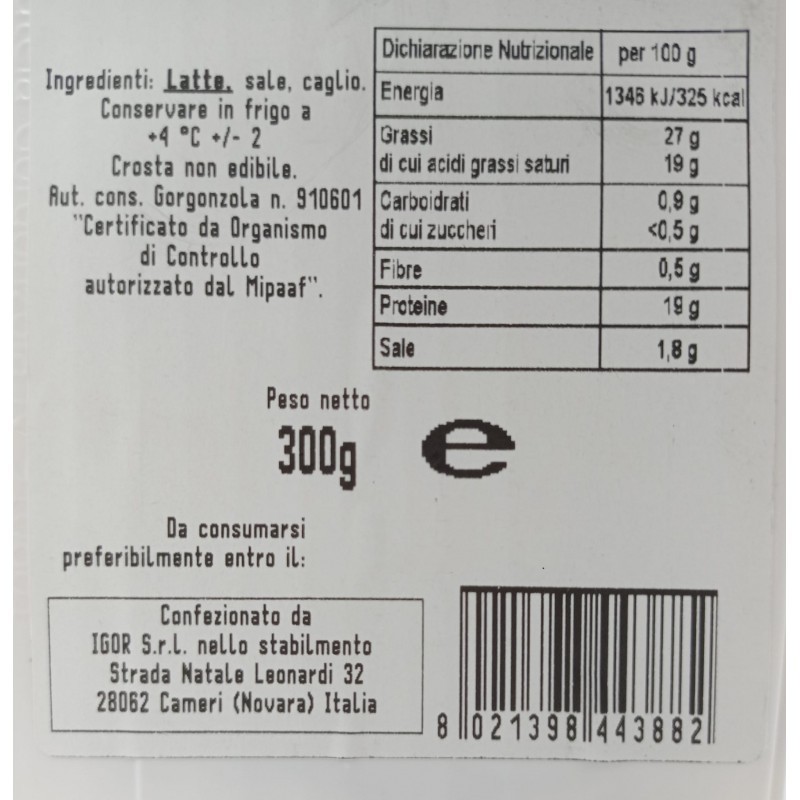 Ingredienti: Latte, sale, caglio.
Conservare in frigo a
+4 °C +/- 2
Crosta non edibile.
Aut. cons. Gorgonzola n. 910601
"Certificato da Organismo
di Controllo
autorizzato dal Mipaaf".
Dichiarazione Nutrizionale per 100 g
Energia 1346 kJ/325 kcal
Grassi 27 g
di cui acidi grassi saturi 19 g
Carboidrati 0,9 g
di cui zuccheri <0,5 g
Fibre 0,5 g
Proteine 19 g
Sale 1,8 g
Peso netto
300g e
Da consumarsi
preferibilmente entro il:
Confezionato da
IGOR S.r.l. nello stabilmento
Strada Natale Leonardi 32
28062 Cameri (Novara) Italia
8 021398 443882